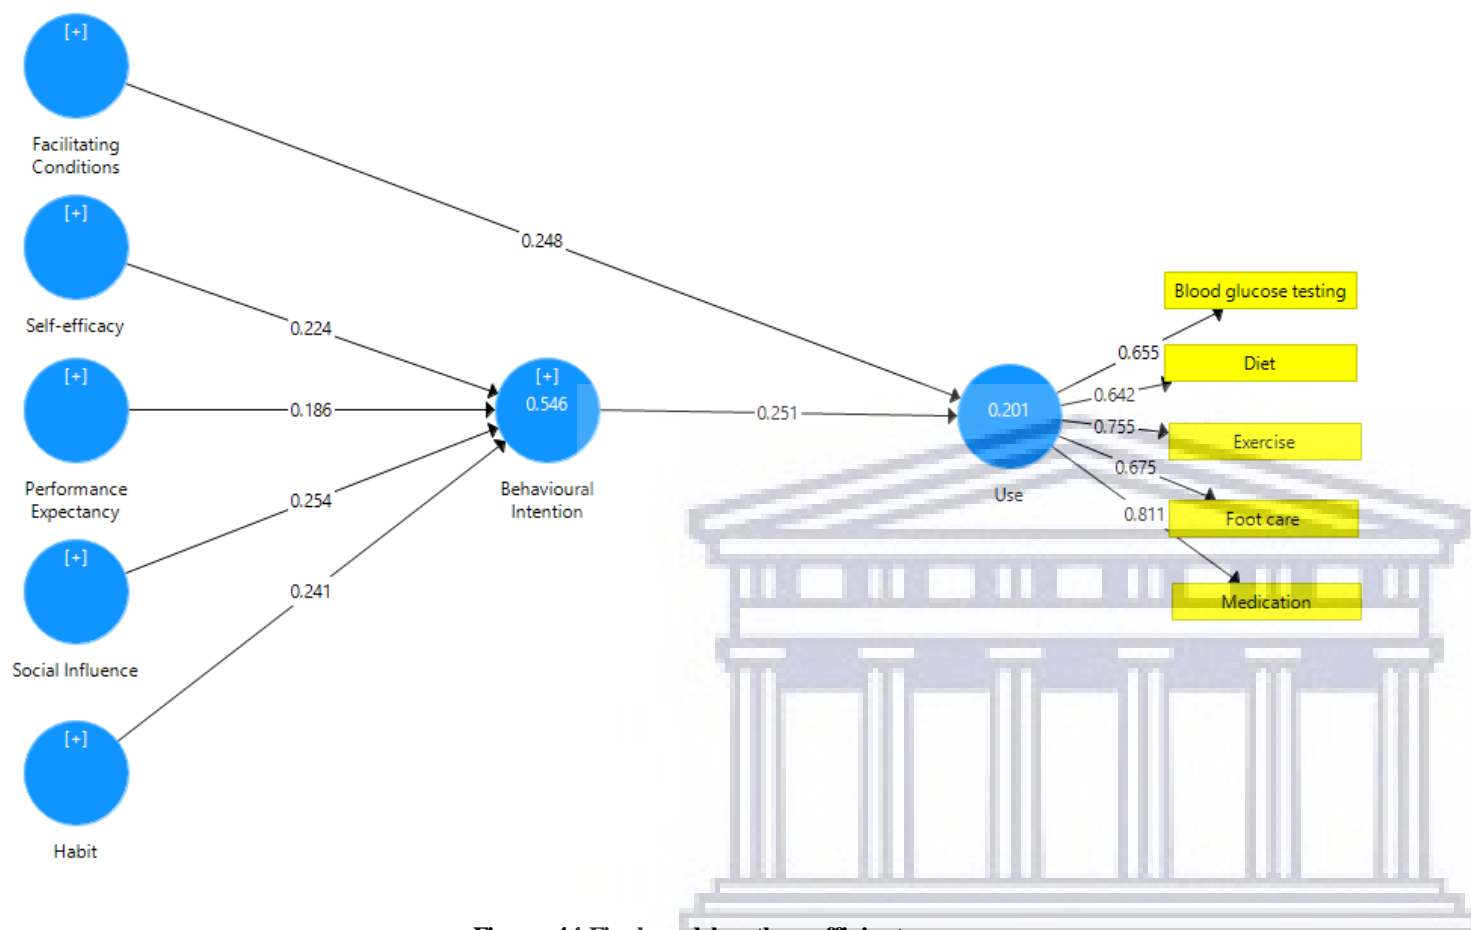 [+]
Facilitating
Conditions
[+]
Self-efficacy
[+]
Performance
Expectancy
[+]
Social Influence
[+]
Habit
0.248
0.224
0.186
0.254
0.241
[+]
0.546
Behavioural
Intention
0.251
0.201
Use
0.655
0.642
0.755
0.675
0.811
Blood glucose testing
Diet
Exercise
Foot care
Medication